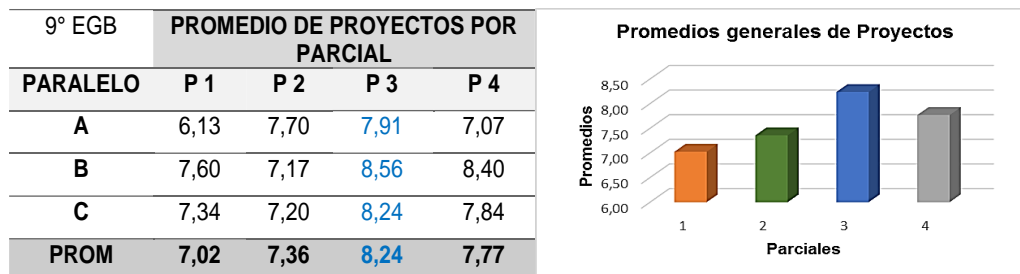 9° EGB PROMEDIO DE PROYECTOS POR
PARCIAL
PARALELO P 1 P 2 P 3 P 4
A 6,13 7,70 7,91 7,07
B 7,60 7,17 8,56 8,40
C 7,34 7,20 8,24 7,84
PROM 7,02 7,36 8,24 7,77
Promedios generales de Proyectos
Promedios
8,50
8,00
7,50
7,00
6,50
6,00
1 2 3 4
Parciales